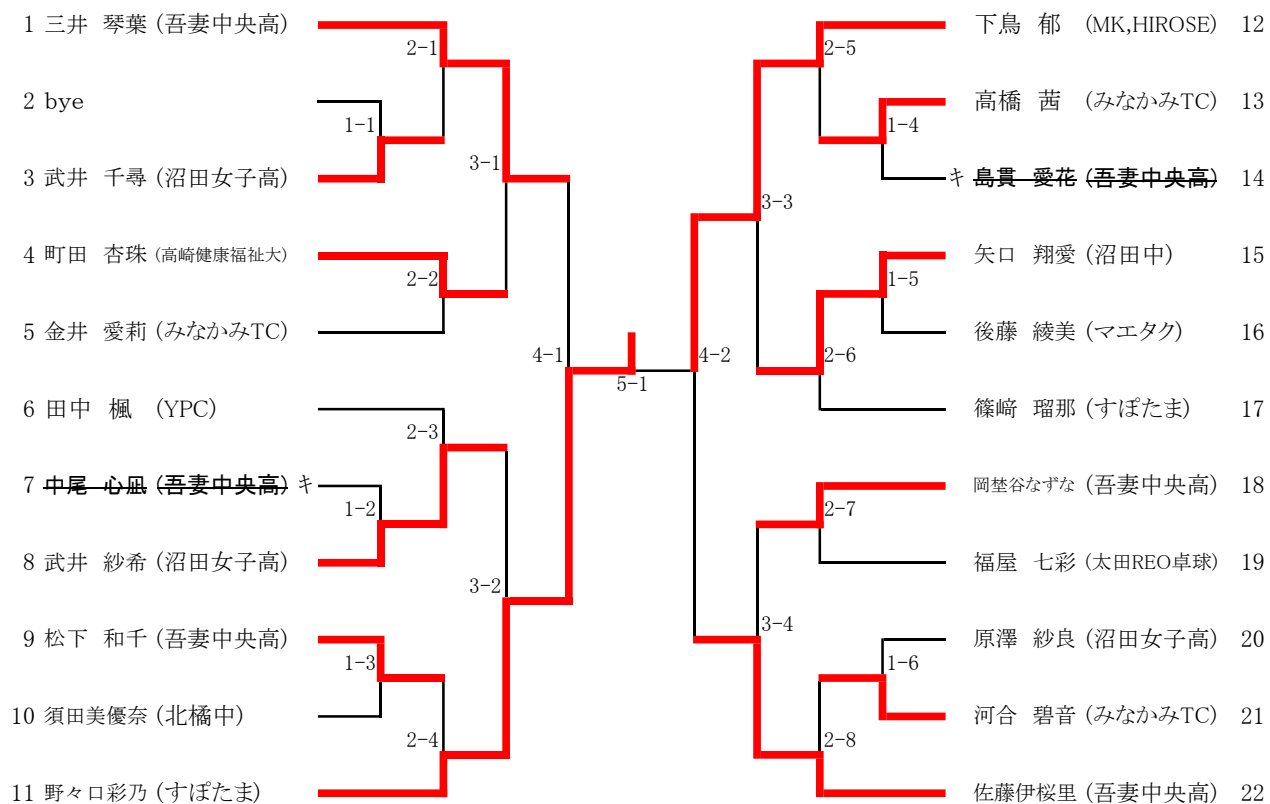 1 三井 琴葉 (吾妻中央高)
2 bye
3 武井 千尋 (沼田女子高)
4 町田 杏珠 (高崎健康福祉大)
5 金井 愛莉 (みなかみTC)
6 田中 楓 (YPC)
7 中尾 心凪 (吾妻中央高) キ
8 武井 紗希 (沼田女子高)
9 松下 和千 (吾妻中央高)
10 須田美優奈 (北橘中)
11 野々口彩乃 (すぽたま)
2-1
1-1
3-1
2-2
4-1
2-3
1-2
3-2
1-3
2-4
5-1
4-2
2-5
1-4
3-3
1-5
2-6
2-7
3-4
1-6
2-8
下鳥 郁 (MK,HIROSE) 12
高橋 茜 (みなかみTC) 13
キ 島貫 愛花 (吾妻中央高) 14
矢口 翔愛 (沼田中) 15
後藤 綾美 (マエタク) 16
篠﨑 瑠那 (すぽたま) 17
岡埜谷なずな (吾妻中央高) 18
福屋 七彩 (太田REO卓球) 19
原澤 紗良 (沼田女子高) 20
河合 碧音 (みなかみTC) 21
佐藤伊桜里 (吾妻中央高) 22